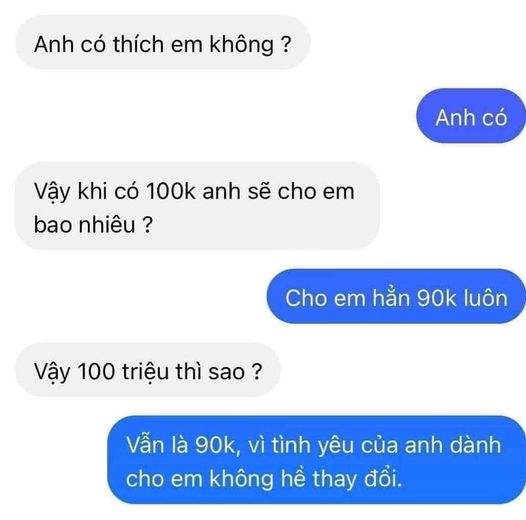 Anh có thích em không ?
Anh có
Vậy khi có 100k anh sẽ cho em
bao nhiêu ?
Cho em hẳn 90k luôn
Vậy 100 triệu thì sao ?
Vẫn là 90k, vì tình yêu của anh dành
cho em không hề thay đổi.